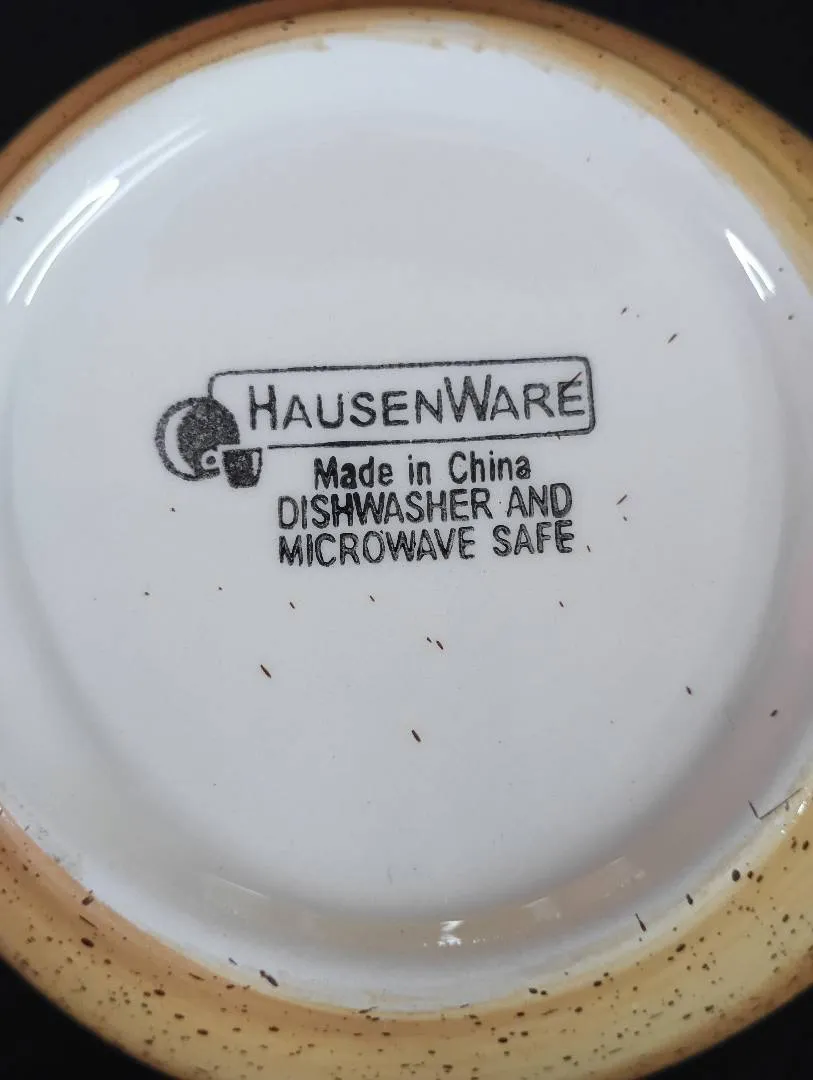 HAUSENWARE
Made in China
DISHWASHER AND
MICROWAVE SAFE